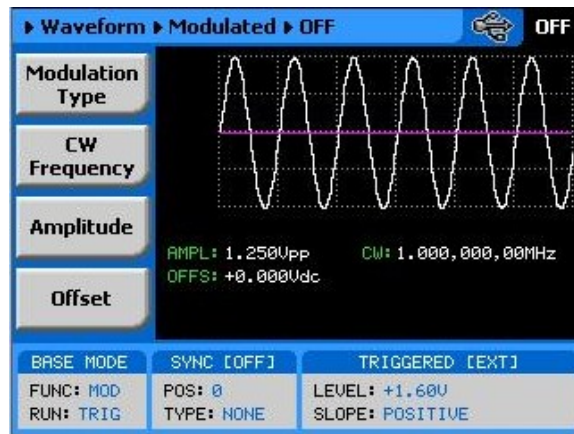 Waveform ▸ Modulated ▸ OFF
OFF
Modulation
Type
CW
Frequency
Amplitude
Offset
AMPL: 1.250Vpp
CW: 1.000,000,00MHz
OFFS: +0.000Vdc
BASE MODE
FUNC: MOD
RUN: TRIG
SYNC [OFF]
POS: 0
TYPE: NONE
TRIGGERED [EXT]
LEVEL: +1.60V
SLOPE: POSITIVE